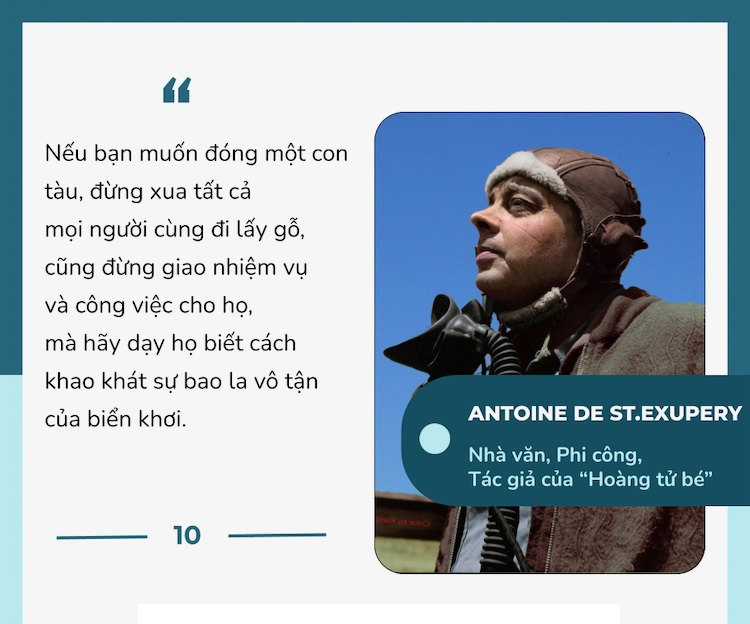 “
Nếu bạn muốn đóng một con
tàu, đừng xua tất cả
mọi người cùng đi lấy gỗ,
cũng đừng giao nhiệm vụ
và công việc cho họ,
mà hãy dạy họ biết cách
khao khát sự bao la vô tận
của biển khơi.
10
ANTOINE DE ST.EXUPERY
Nhà văn, Phi công,
Tác giả của “Hoàng tử bé”